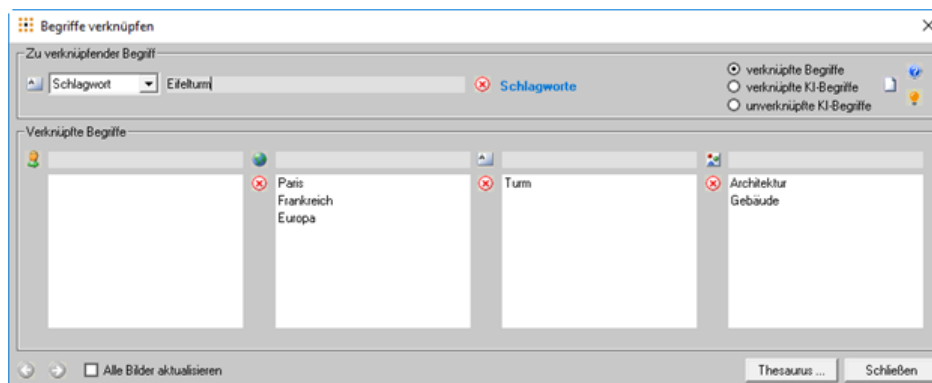 Begriffe verknüpfen
Zu verknüpfender Begriff
Schlagwort Eifelturm Schlagworte
verknüpfte Begriffe
verknüpfte KI-Begriffe
unverknüpfte KI-Begriffe
Verknüpfte Begriffe
Paris Turm Architektur
Frankreich Gebäude
Europa
Alle Bilder aktualisieren Thesaurus ... Schließen